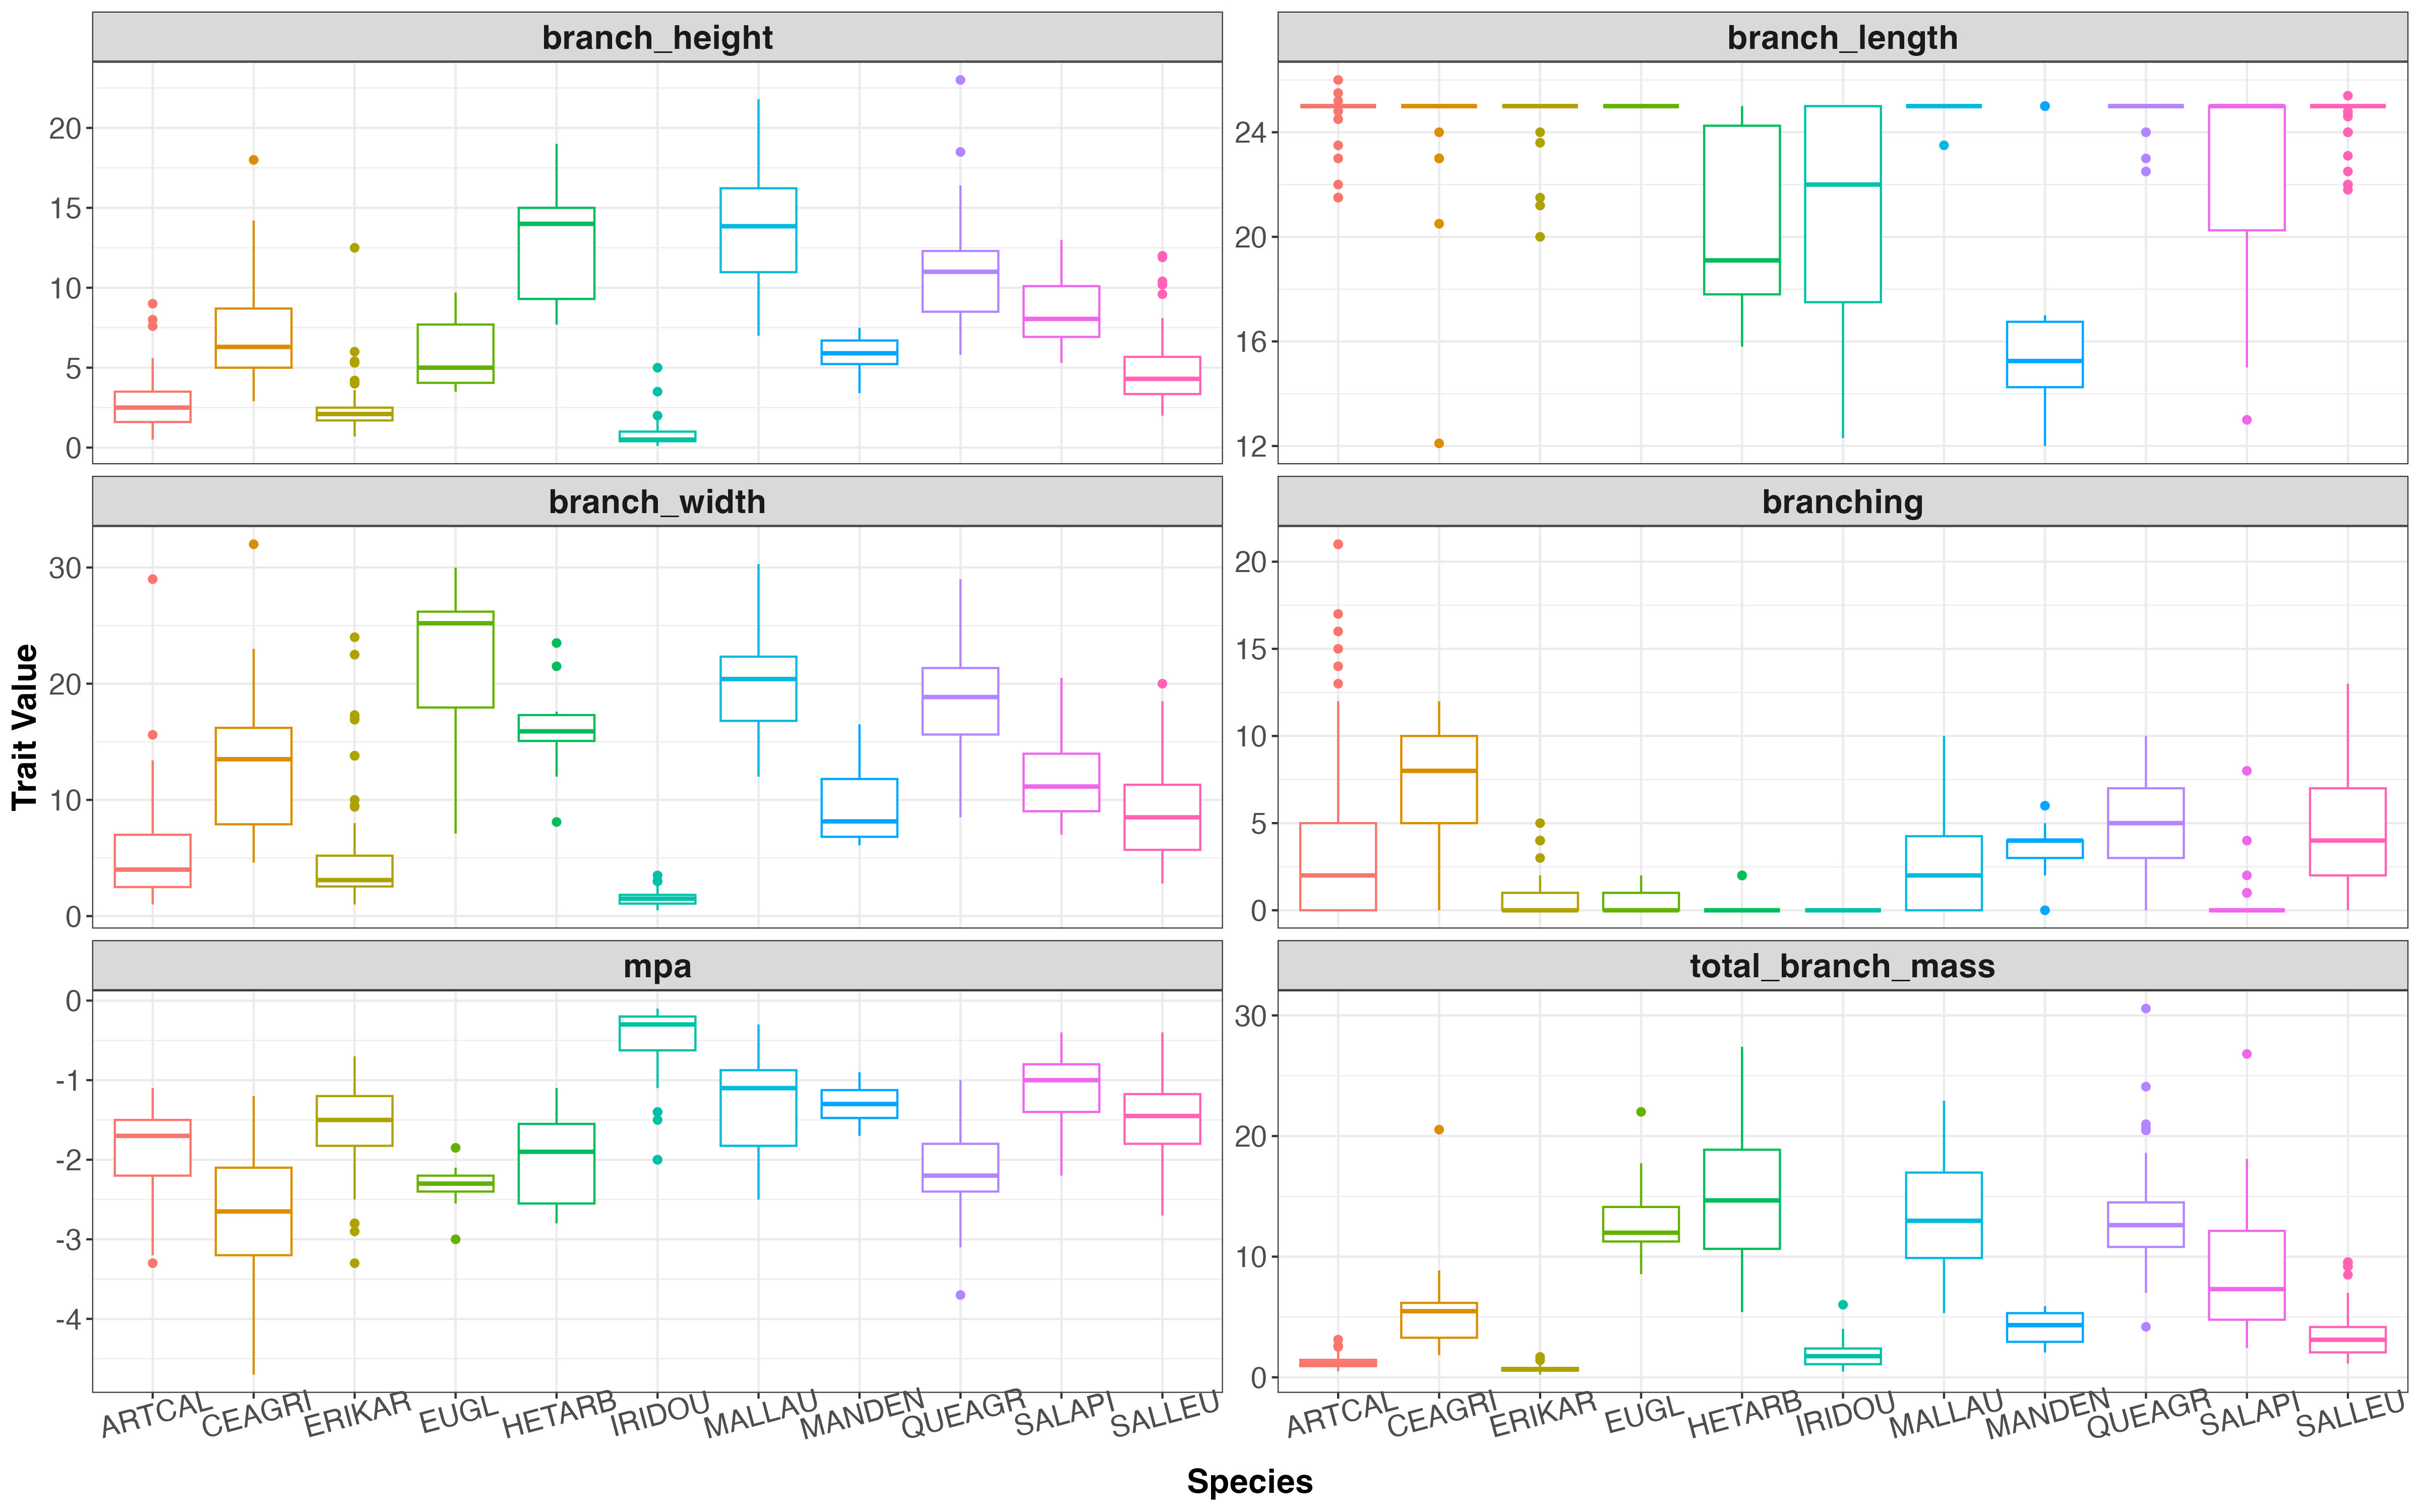 branch_height
branch_length
20
15
10
5
0
24
20
16
12
branch_width
branching
Trait Value
30
20
10
0
20
15
10
5
0
mpa
total_branch_mass
0
-1
-2
-3
-4
30
20
10
0
ARTCAL CEAGRI ERIKAR EUGL HETARB IRIDOU MALLAU MANDEN QUEAGR SALAPI SALLEU
ARTCAL CEAGRI ERIKAR EUGL HETARB IRIDOU MALLAU MANDEN QUEAGR SALAPI SALLEU
Species